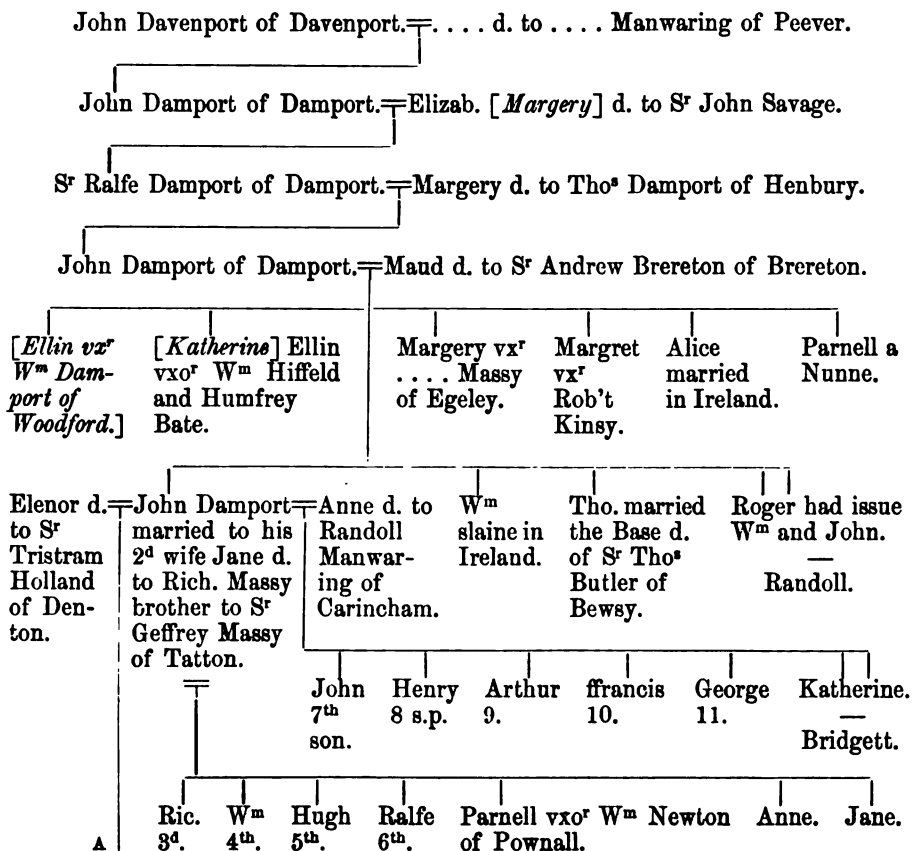 John Davenport of Davenport.=. . . . d. to . . . . Manwaring of Peever.
John Damport of Damport.=Elizab. [Margery] d. to Sʳ John Savage.
Sʳ Ralfe Damport of Damport.=Margery d. to Thoˢ Damport of Henbury.
John Damport of Damport.=Maud d. to Sʳ Andrew Brereton of Brereton.
[Ellin vxʳ
Wᵐ Dam-
port of
Woodford.]
[Katherine] Ellin
vxoʳ Wᵐ Hiffeld
and Humfrey
Bate.
Margery vxʳ
. . . . Massy
of Egeley.
Margret
vxʳ
Rob't
Kinsy.
Alice
married
in Ireland.
Parnell a
Nunne.
Elenor d.=
to Sʳ
Tristram
Holland
of Den-
ton.
John Damport=
married to his
2ᵈ wife Jane d.
to Rich. Massy
brother to Sʳ
Geffrey Massy
of Tatton.
Anne d. to
Randoll
Manwar-
ing of
Carincham.
Wᵐ
slaine in
Ireland.
Tho. married
the Base d.
of Sʳ Thoˢ
Butler of
Bewsy.
Roger had issue
Wᵐ and John.
—
Randoll.
John
7ᵗʰ
son.
Henry
8 s.p.
Arthur
9.
ffrancis
10.
George
11.
Katherine.
—
Bridgett.
Ric.
3ᵈ.
Wᵐ
4ᵗʰ.
Hugh
5ᵗʰ.
Ralfe
6ᵗʰ.
Parnell vxoʳ Wᵐ Newton
of Pownall.
Anne.
Jane.
A